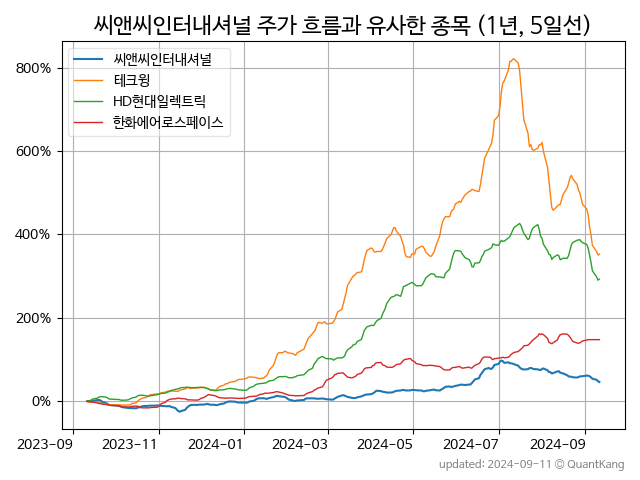 씨앤씨인터내셔널 주가 흐름과 유사한 종목 (1년, 5일선)
씨앤씨인터내셔널
테크윙
HD현대일렉트릭
한화에어로스페이스
800%
600%
400%
200%
0%
2023-09 2023-11 2024-01 2024-03 2024-05 2024-07 2024-09
updated: 2024-09-11 © QuantKang